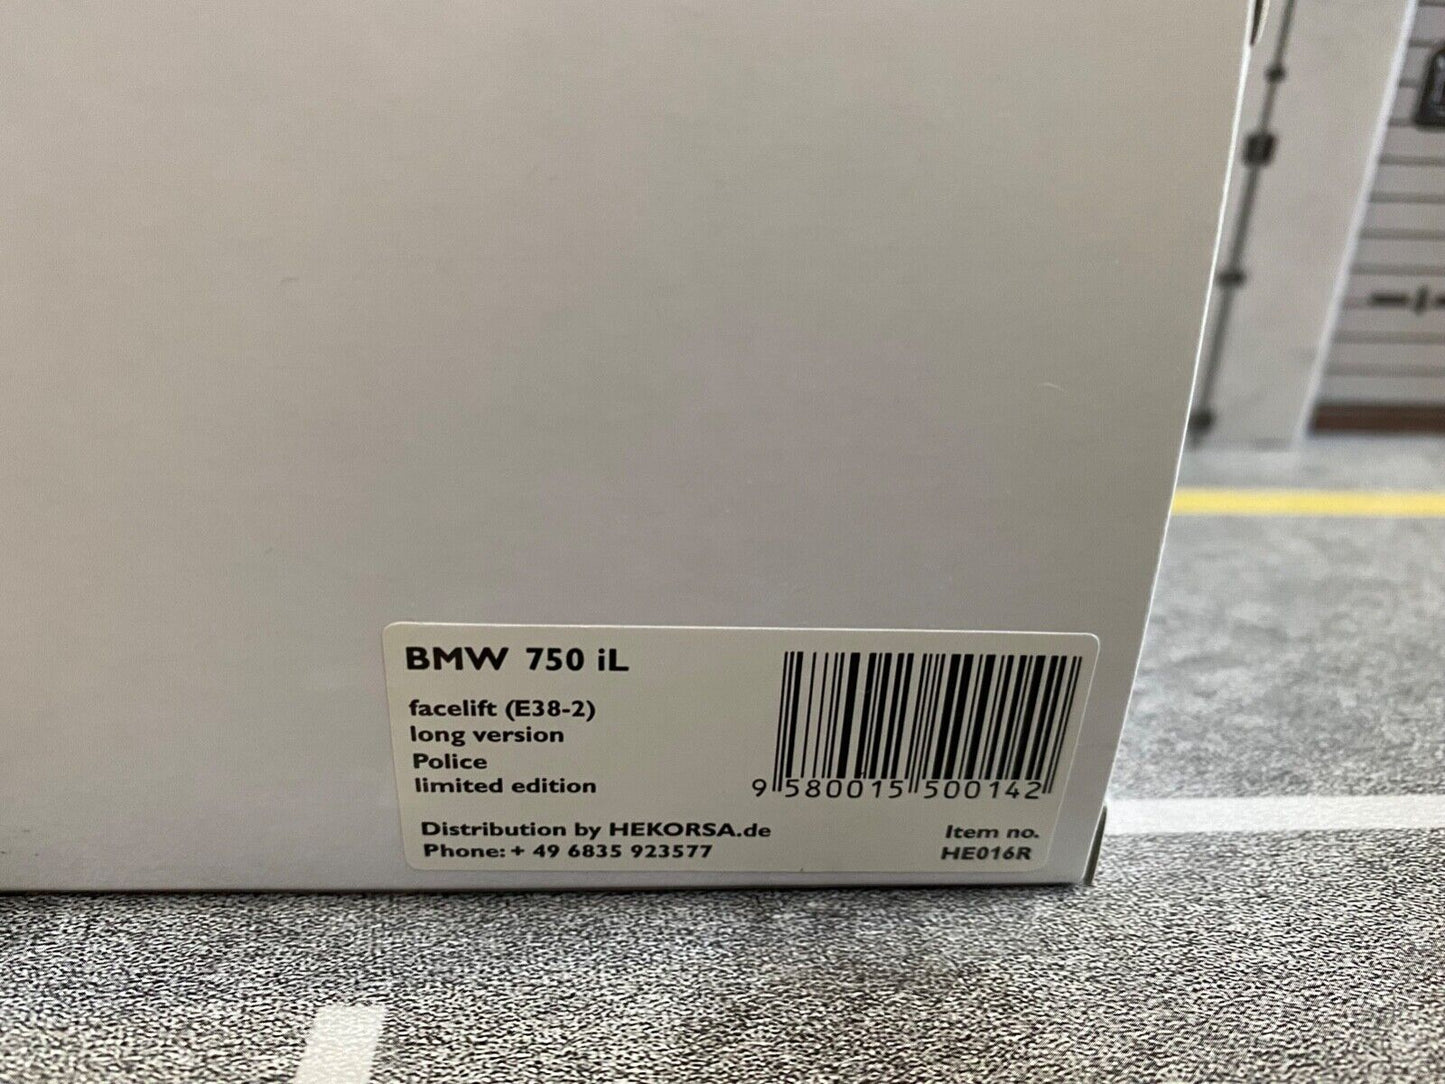 BMW 750 iL
facelift (E38-2)
long version
Police
limited edition
9 580015 500142
Distribution by HEKORSA.de
Phone: + 49 6835 923577
Item no.
HE016R